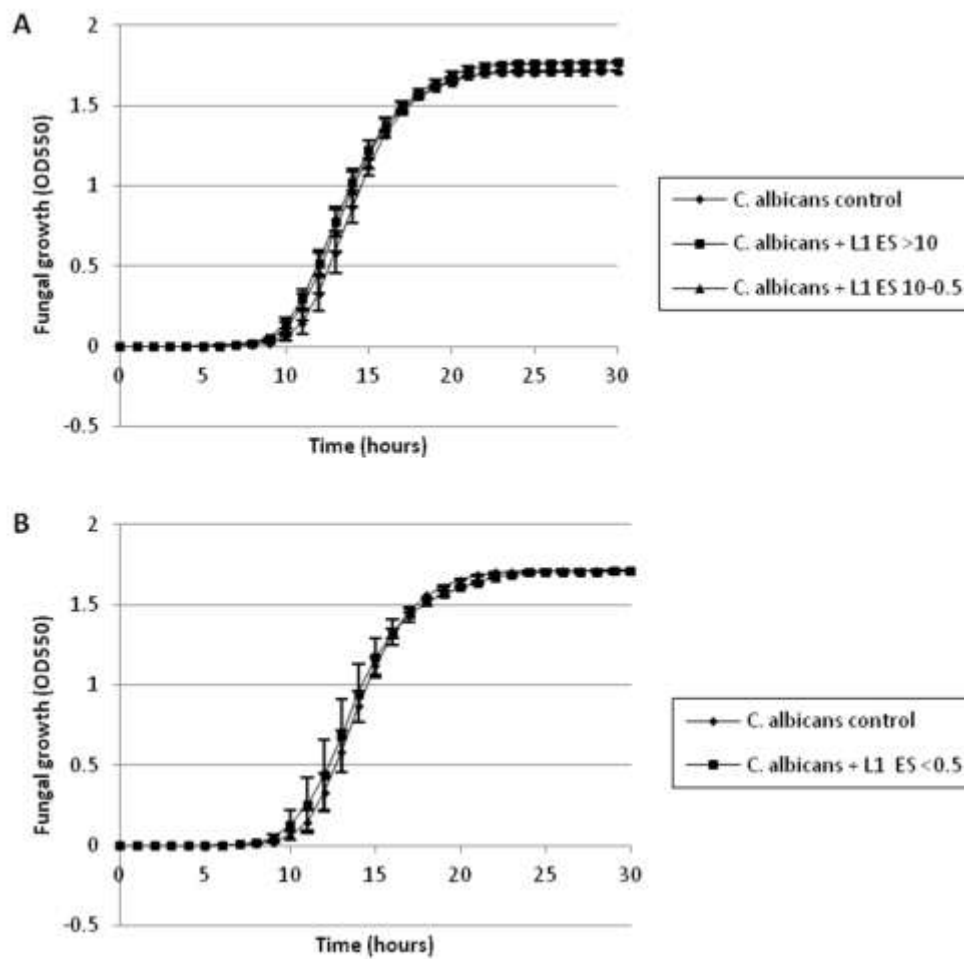 A
Fungal growth (OD550)
2
1.5
1
0.5
0
-0.5
0 5 10 15 20 25 30
Time (hours)
C. albicans control
C. albicans + L1 ES >10
C. albicans + L1 ES 10-0.5
B
Fungal growth (OD550)
2
1.5
1
0.5
0
-0.5
0 5 10 15 20 25 30
Time (hours)
C. albicans control
C. albicans + L1 ES <0.5